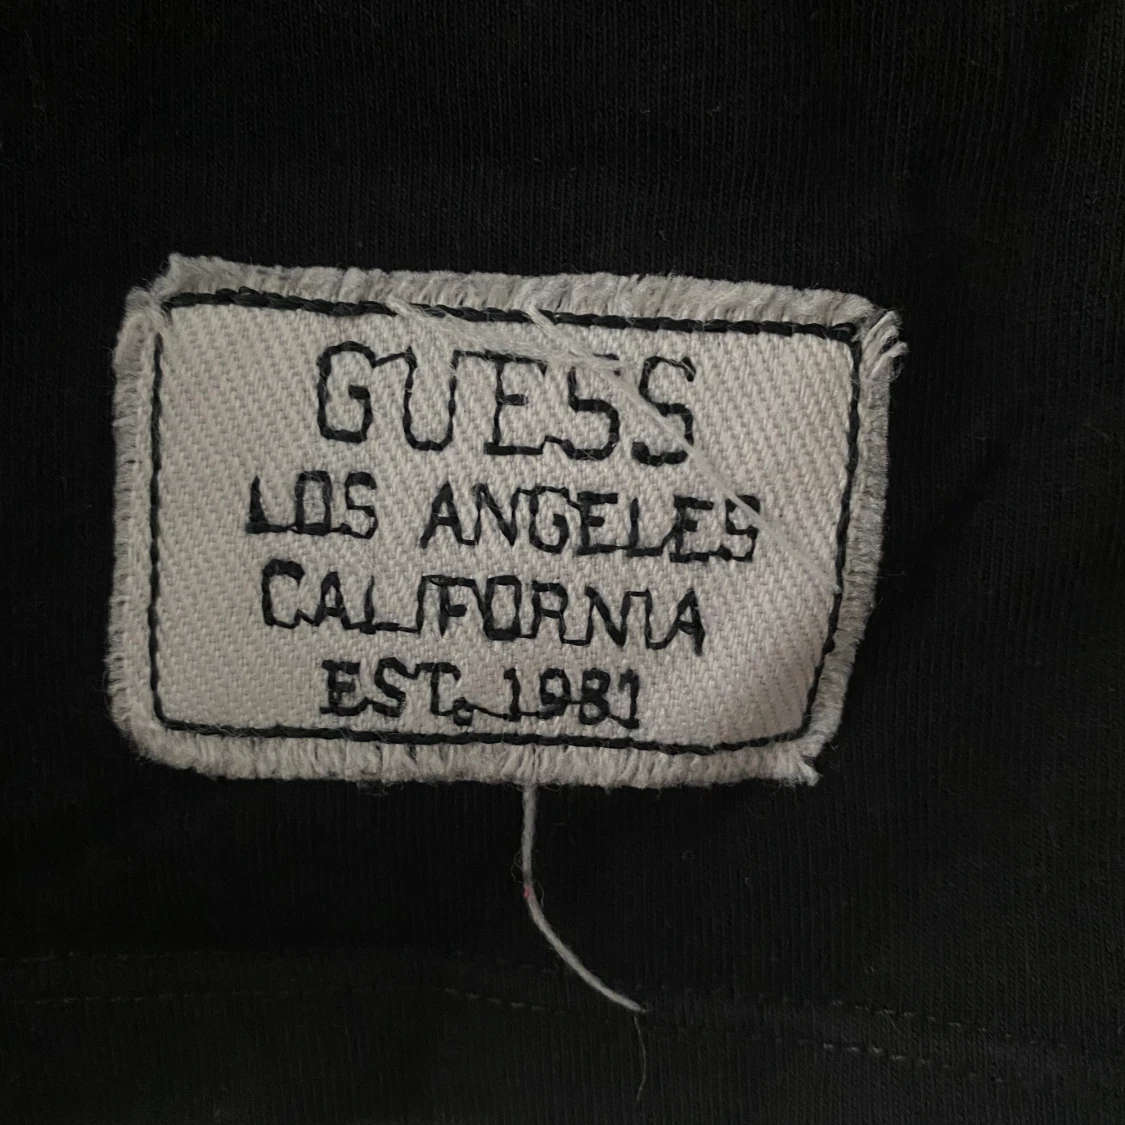 GUESS
LOS ANGELES
CALIFORNIA
EST. 1981